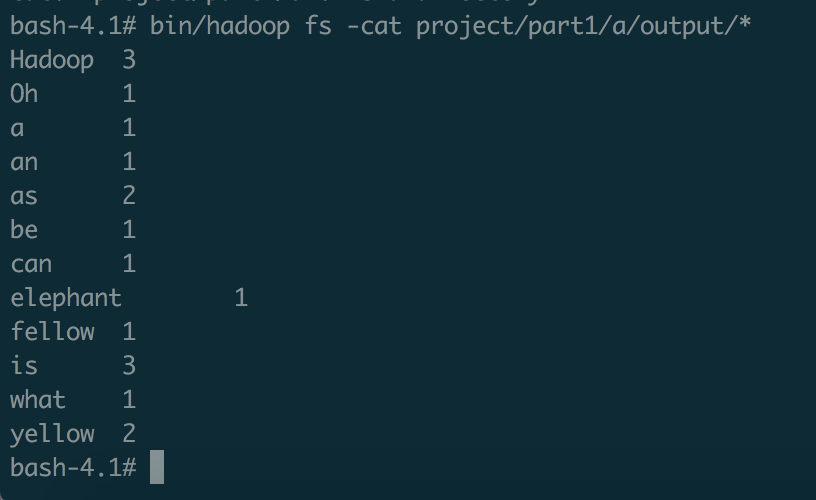 bash-4.1# bin/hadoop fs -cat project/part1/a/output/*
Hadoop 3
Oh 1
a 1
an 1
as 2
be 1
can 1
elephant 1
fellow 1
is 3
what 1
yellow 2
bash-4.1#